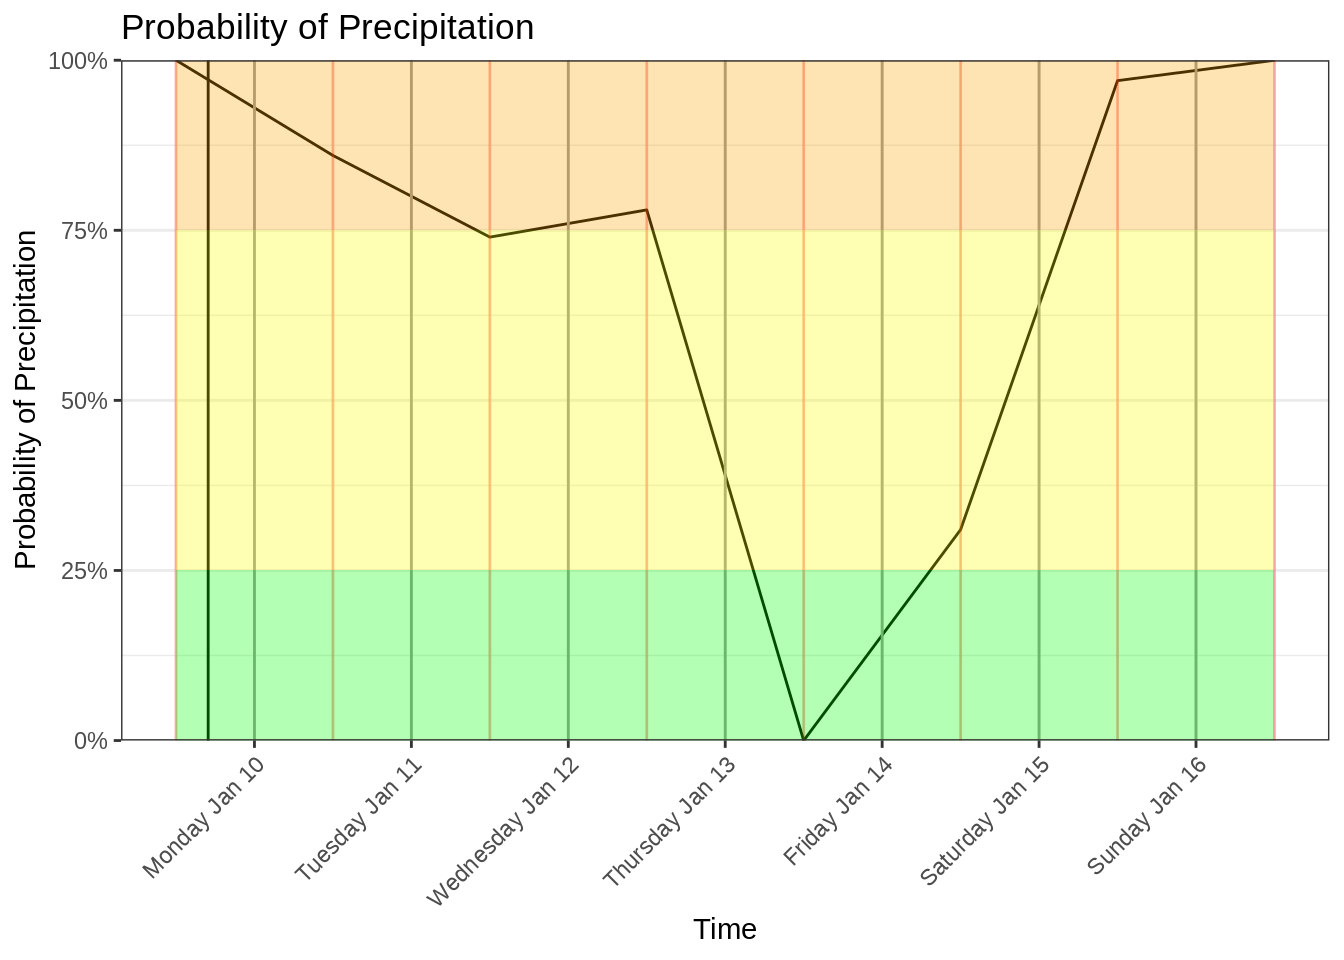 Probability of Precipitation
Probability of Precipitation
100%
75%
50%
25%
0%
Monday Jan 10
Tuesday Jan 11
Wednesday Jan 12
Thursday Jan 13
Friday Jan 14
Saturday Jan 15
Sunday Jan 16
Time